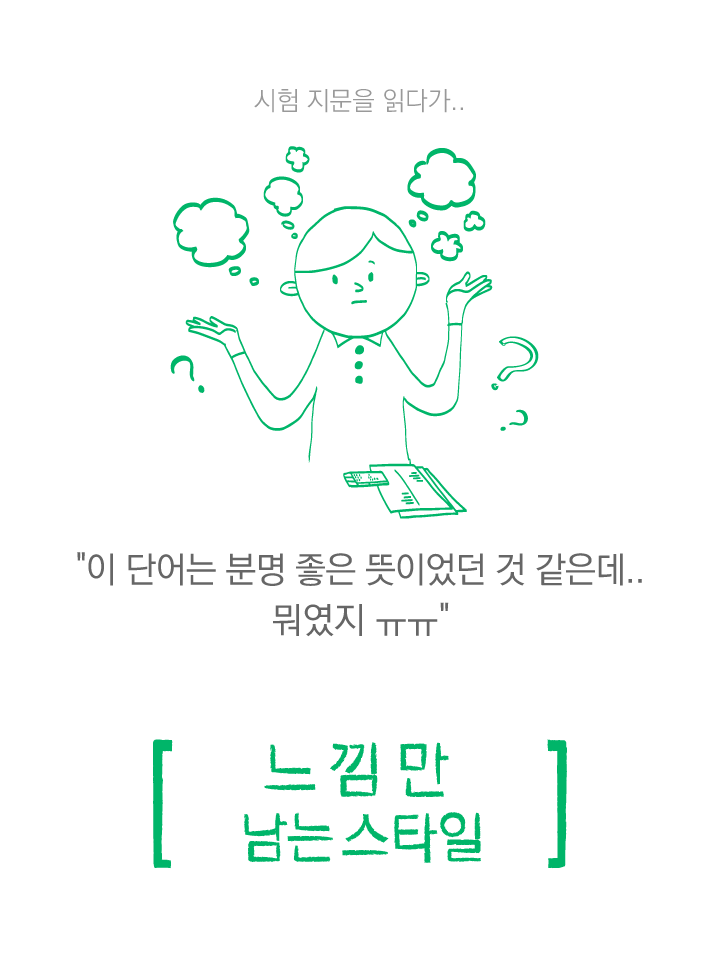 시험 지문을 읽다가..
"이 단어는 분명 좋은 뜻이었던 것 같은데..
뭐였지 ㅠㅠ"
[ 느낌만
남는 스타일 ]